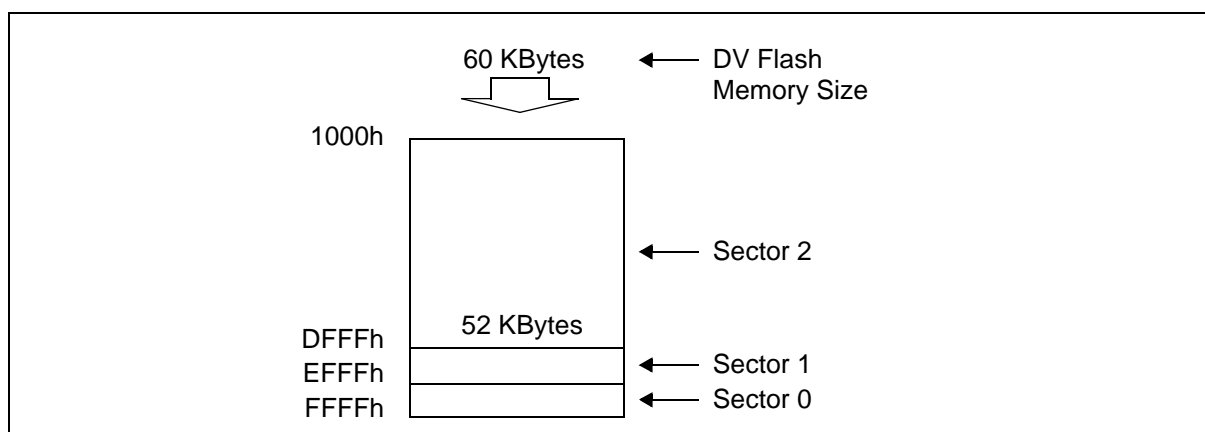 60 KBytes
DV Flash
Memory Size
1000h
Sector 2
52 KBytes
DFFFh
Sector 1
EFFFh
Sector 0
FFFFh